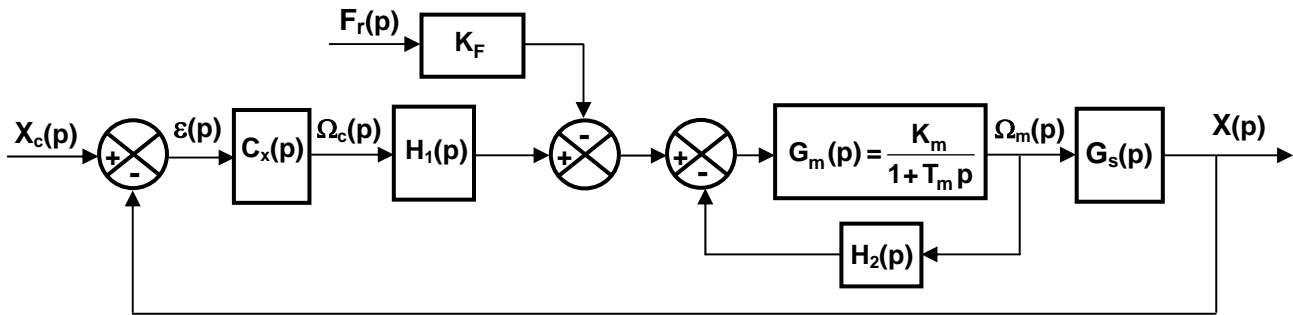 Fr(p)
KF
Xc(p)
+
-
ε(p)
Cx(p)
Ωc(p)
H1(p)
-
+
+
-
Gm(p) = Km / 1+ Tm p
Ωm(p)
Gs(p)
X(p)
H2(p)